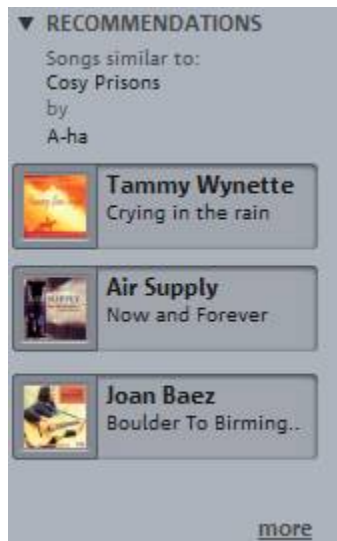 RECOMMENDATIONS
Songs similar to:
Cosy Prisons
by
A-ha
Tammy Wynette
Crying in the rain
Air Supply
Now and Forever
Joan Baez
Boulder To Birming..
more